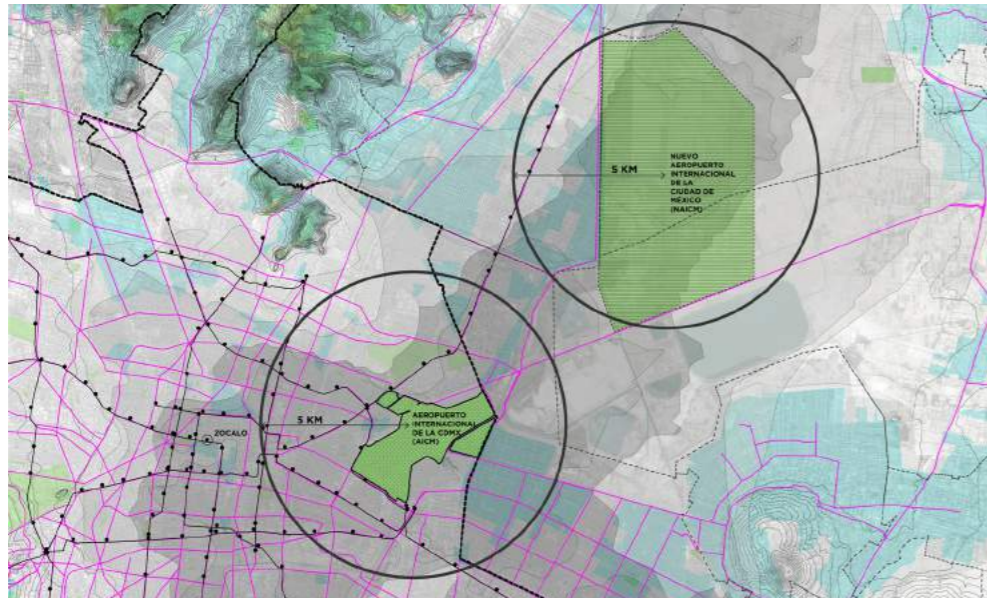 5 KM
NUEVO
AEROPUERTO
INTERNACIONAL
DE LA
CIUDAD DE
MÉXICO
(NAICM)
5 KM
AEROPUERTO
INTERNACIONAL
DE LA CDMX
(AICM)
ZOCALO